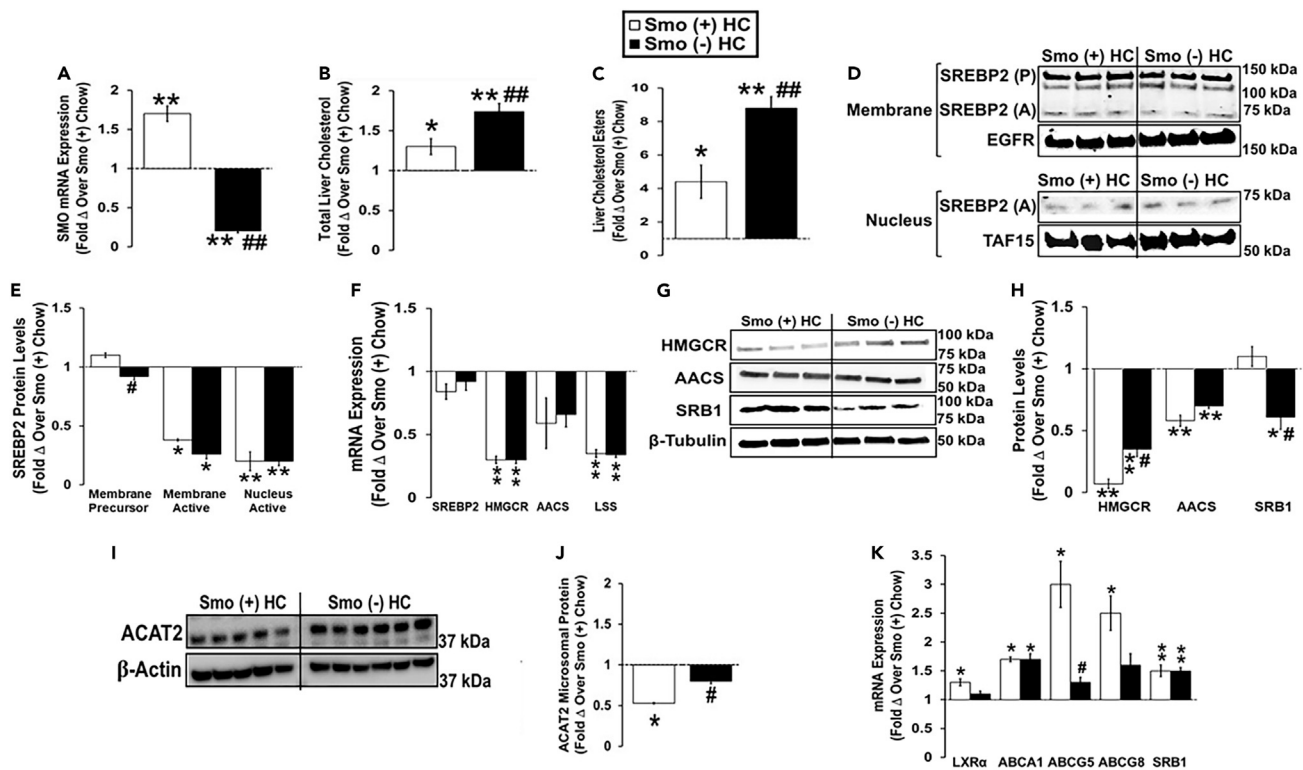 Smo (+) HC
Smo (-) HC
A
SMO mRNA Expression
(Fold Δ Over Smo (+) Chow)
2
1.5
1
0.5
0
**
** ##
B
Total Liver Cholesterol
(Fold Δ Over Smo (+) Chow)
2
1.5
1
0.5
0
*
** ##
C
Liver Cholesterol Esters
(Fold Δ Over Smo (+) Chow)
10
8
6
4
2
0
*
** ##
D
Smo (+) HC
Smo (-) HC
Membrane
SREBP2 (P)
SREBP2 (A)
EGFR
150 kDa
100 kDa
75 kDa
150 kDa
Smo (+) HC
Smo (-) HC
Nucleus
SREBP2 (A)
TAF15
75 kDa
50 kDa
E
SREBP2 Protein Levels
(Fold Δ Over Smo (+) Chow)
1.5
1
0.5
0
#
*
*
**
**
Membrane Precursor
Membrane Active
Nucleus Active
F
mRNA Expression
(Fold Δ Over Smo (+) Chow)
1.5
1
0.5
0
**
**
**
**
SREBP2
HMGCR
AACS
LSS
G
Smo (+) HC
Smo (-) HC
HMGCR
AACS
SRB1
β-Tubulin
100 kDa
75 kDa
75 kDa
50 kDa
100 kDa
75 kDa
50 kDa
H
Protein Levels
(Fold Δ Over Smo (+) Chow)
1.5
1
0.5
0
**
**#
**
**
*#
HMGCR
AACS
SRB1
I
Smo (+) HC
Smo (-) HC
ACAT2
β-Actin
37 kDa
37 kDa
J
ACAT2 Microsomal Protein
(Fold Δ Over Smo (+) Chow)
2
1.5
1
0.5
0
*
#
K
mRNA Expression
(Fold Δ Over Smo (+) Chow)
3.5
3
2.5
2
1.5
1
0.5
0
*
*
*
*
#
*
**
**
LXRα
ABCA1
ABCG5
ABCG8
SRB1